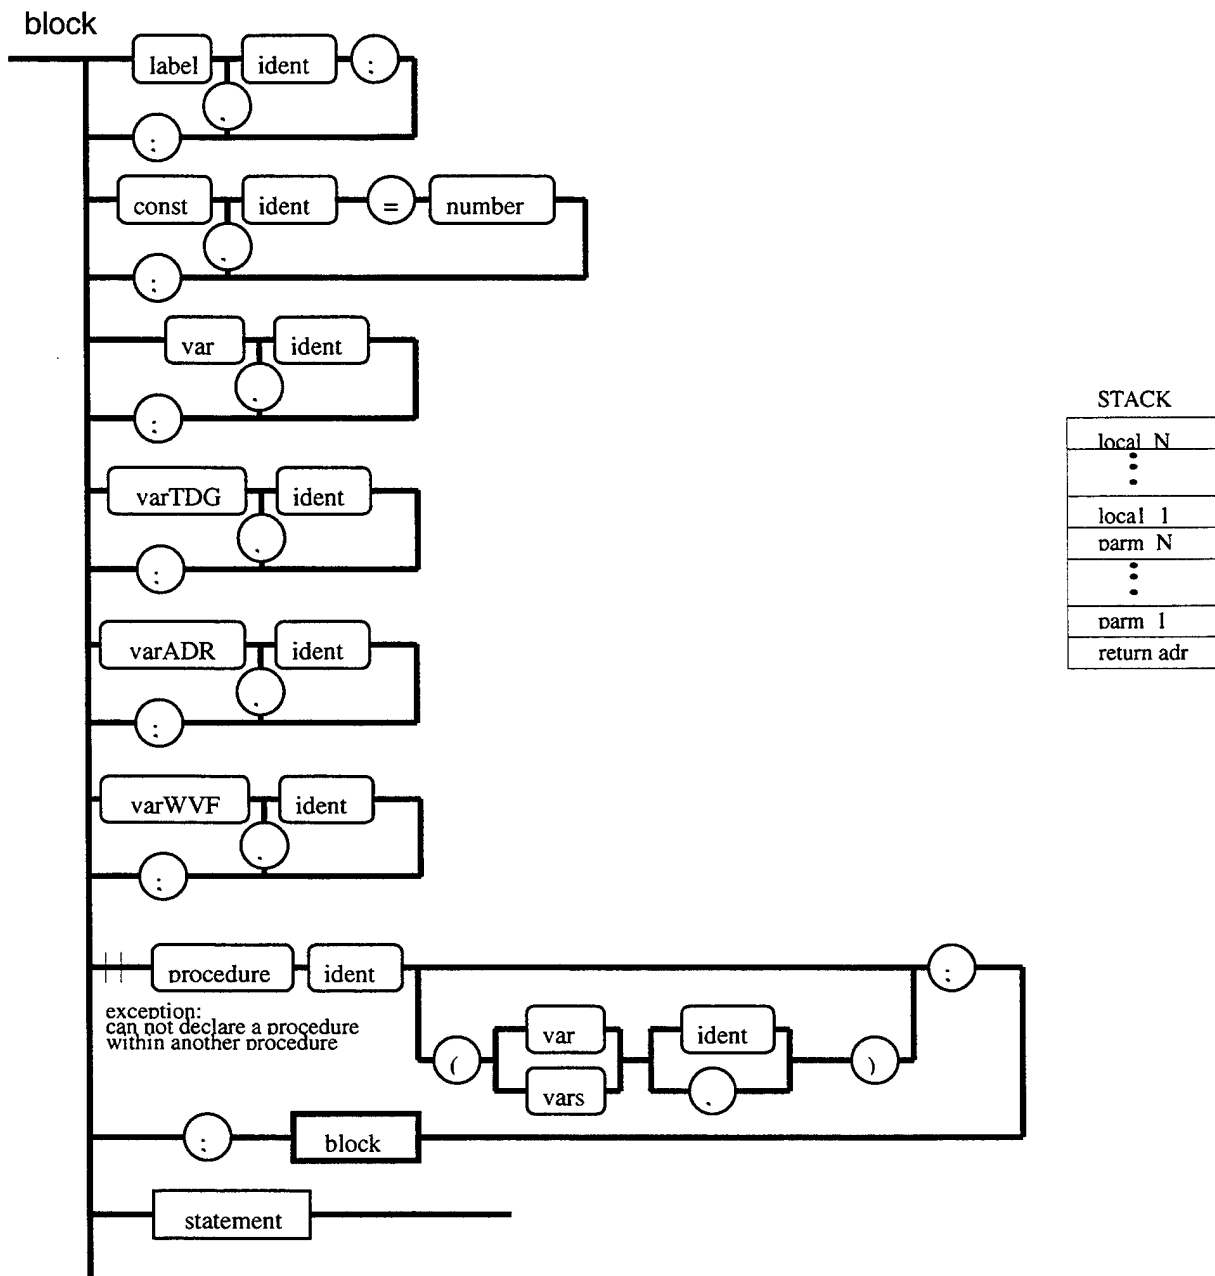 block
label ident :
,
;
const ident = number
,
;
var ident
,
;
varTDG ident
,
;
varADR ident
,
;
varWVF ident
,
;
procedure ident ;
exception:
can not declare a procedure
within another procedure
var ident
( )
vars ,
; block
statement
STACK
local N
local 1
parm N
parm 1
return adr